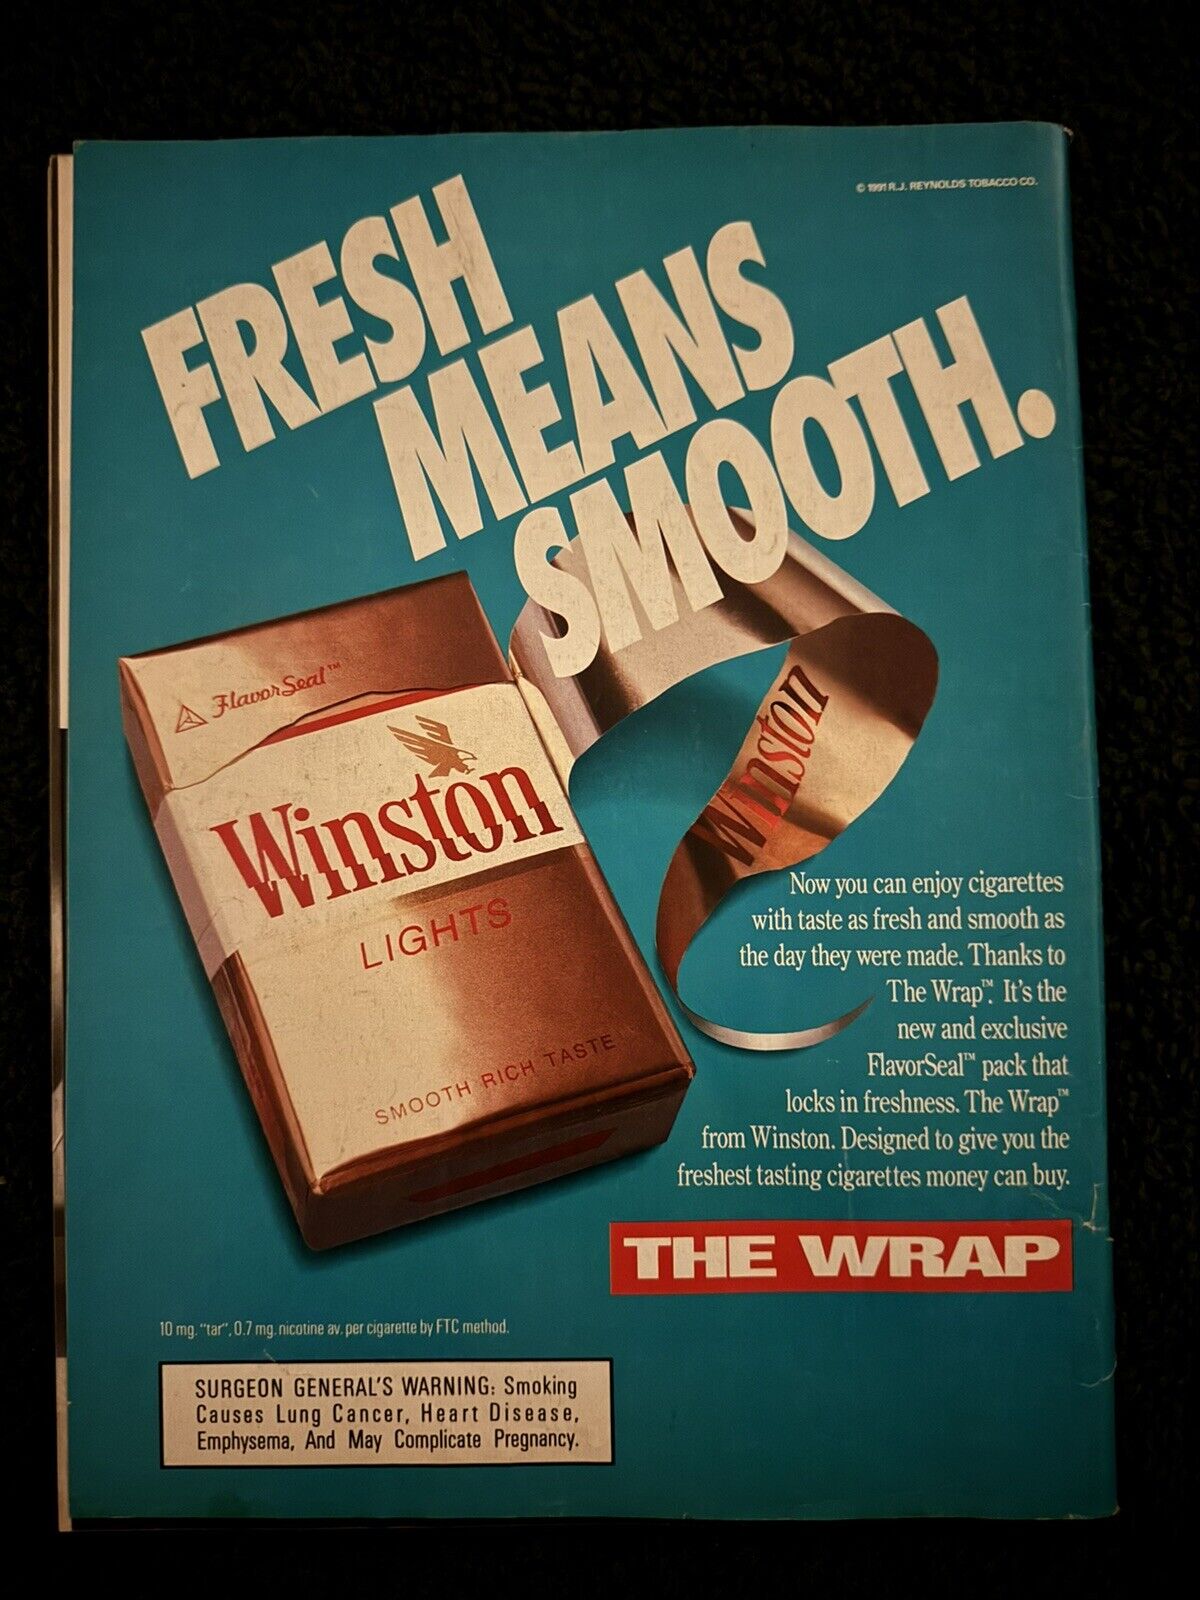 © 1991 R.J. REYNOLDS TOBACCO CO.
FRESH
MEANS
SMOOTH.
FlavorSeal™
Winston
LIGHTS
SMOOTH RICH TASTE
Winston
Now you can enjoy cigarettes
with taste as fresh and smooth as
the day they were made. Thanks to
The Wrap™. It's the
new and exclusive
FlavorSeal™ pack that
locks in freshness. The Wrap™
from Winston. Designed to give you the
freshest tasting cigarettes money can buy.
THE WRAP
10 mg. "tar", 0.7 mg. nicotine av. per cigarette by FTC method.
SURGEON GENERAL'S WARNING: Smoking
Causes Lung Cancer, Heart Disease,
Emphysema, And May Complicate Pregnancy.